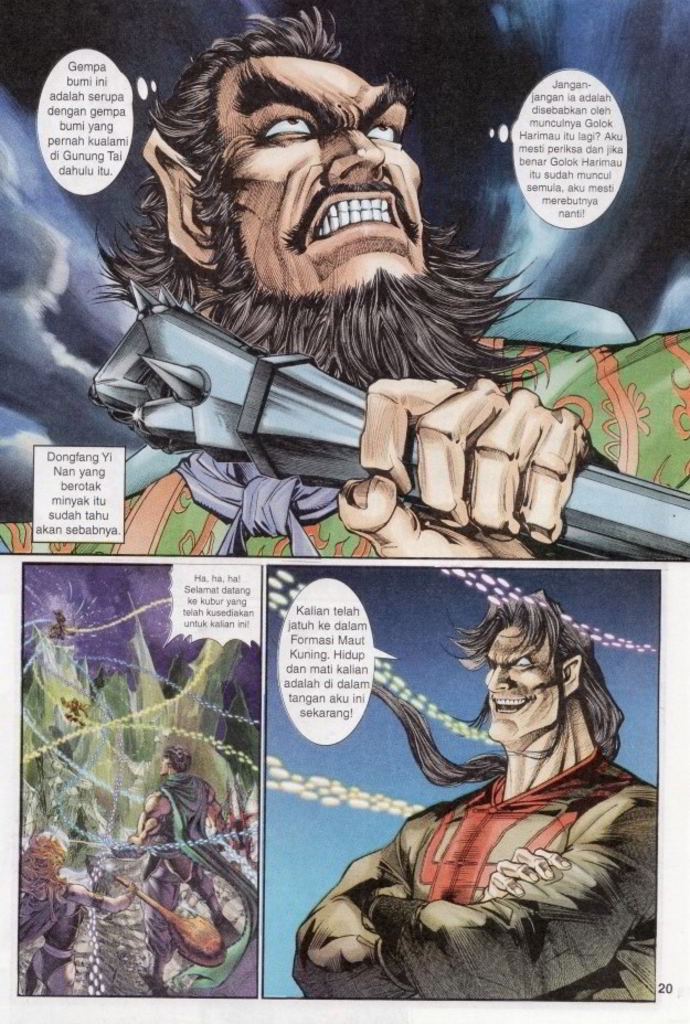 Gempa
bumi ini
adalah serupa
dengan gempa
bumi yang
pernah kualami
di Gunung Tai
dahulu itu.
Jangan-
jangan ia adalah
disebabkan oleh
munculnya Golok
Harimau itu lagi? Aku
mesti periksa dan jika
benar Golok Harimau
itu sudah muncul
semula, aku mesti
merebutnya
nanti!
Dongfang Yi
Nan yang
berotak
minyak itu
sudah tahu
akan sebabnya.
Ha, ha, ha!
Selamat datang
ke kubur yang
telah kusediakan
untuk kalian ini!
Kalian telah
jatuh ke dalam
Formasi Maut
Kuning. Hidup
dan mati kalian
adalah di dalam
tangan aku ini
sekarang!
20